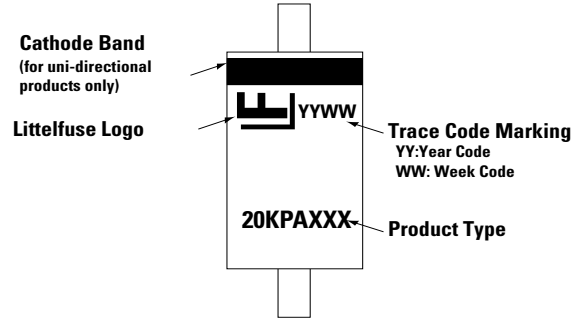 Cathode Band
(for uni-directional
products only)
Littelfuse Logo
YYWW
Trace Code Marking
YY:Year Code
WW: Week Code
20KPAXXX
Product Type